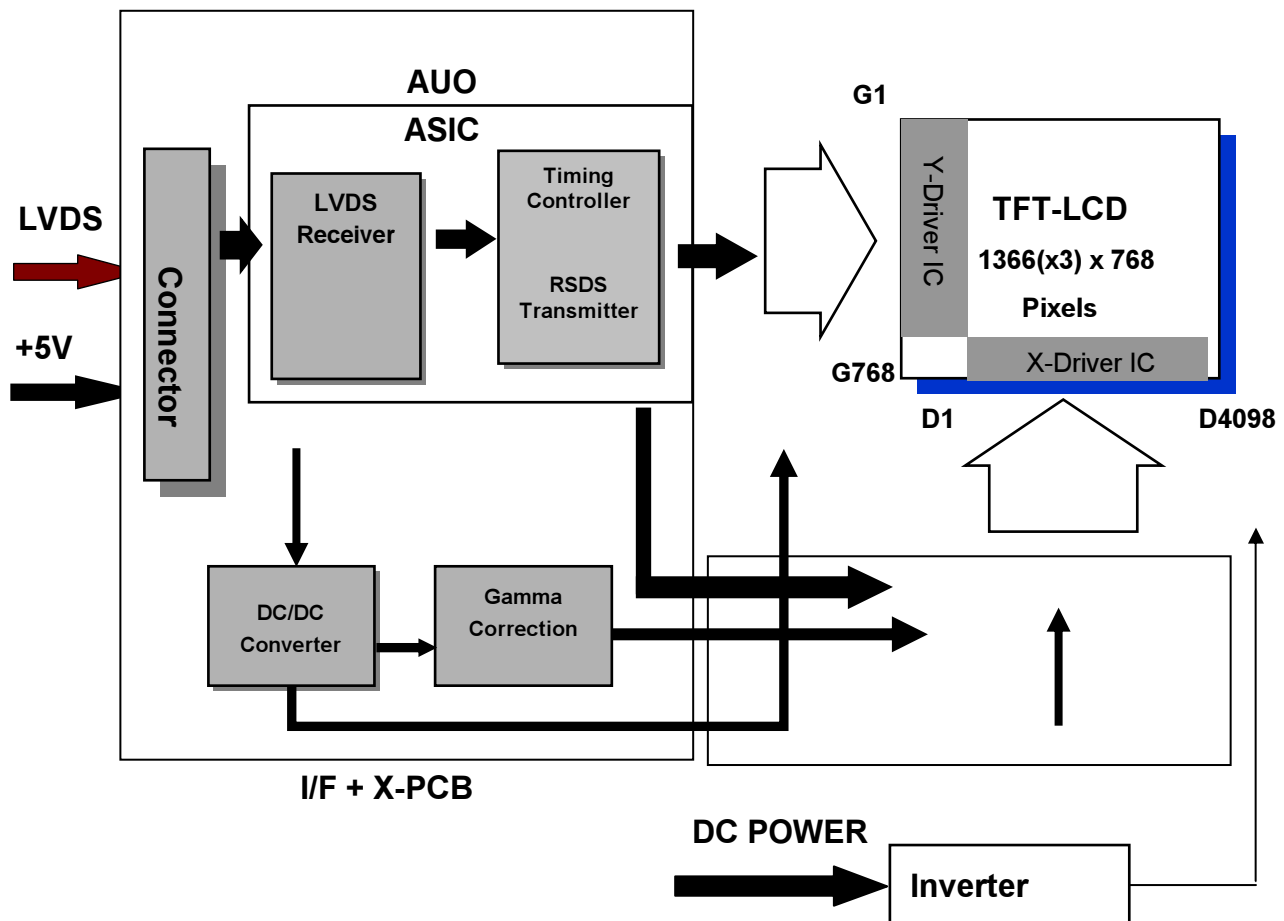 AUO
ASIC
LVDS
+5V
Connector
LVDS
Receiver
Timing
Controller
RSDS
Transmitter
G1
G768
Y-Driver IC
TFT-LCD
1366(x3) x 768
Pixels
X-Driver IC
D1
D4098
DC/DC
Converter
Gamma
Correction
I/F + X-PCB
DC POWER
Inverter